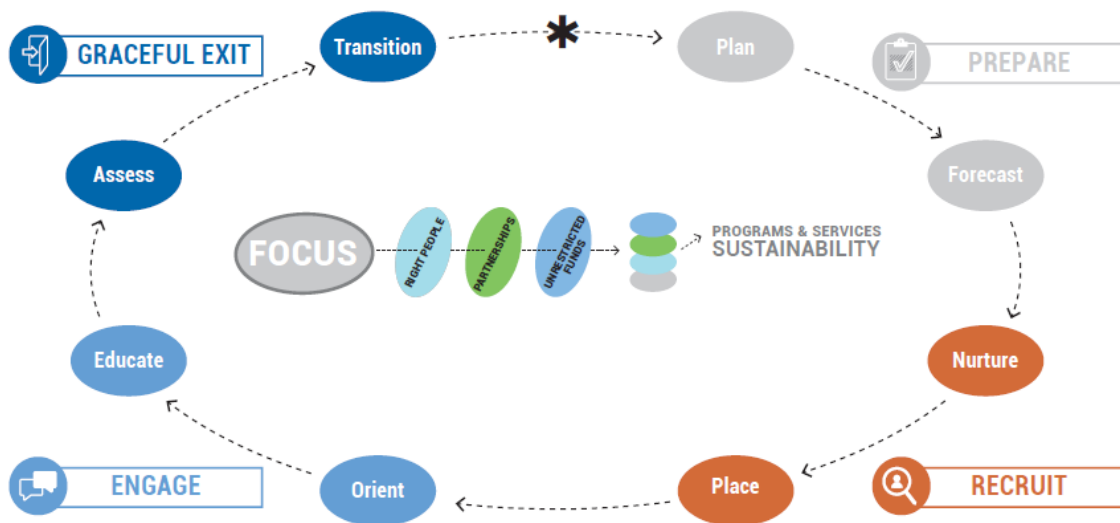 GRACEFUL EXIT
Transition
*
Plan
PREPARE
Assess
Forecast
FOCUS
RIGHT PEOPLE
PARTNERSHIPS
UNRESTRICTED
FUNDS
PROGRAMS & SERVICES
SUSTAINABILITY
Educate
Nurture
ENGAGE
Orient
Place
RECRUIT